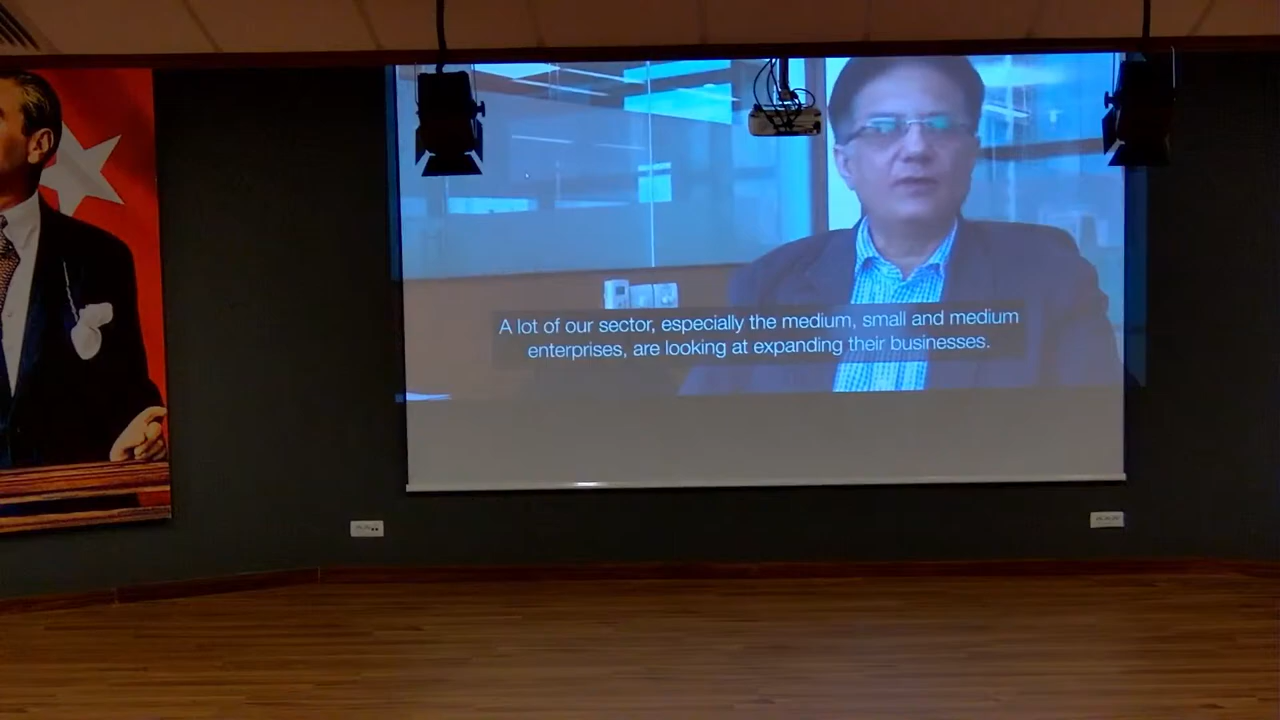 A lot of our sector, especially the medium, small and medium
enterprises, are looking at expanding their businesses.